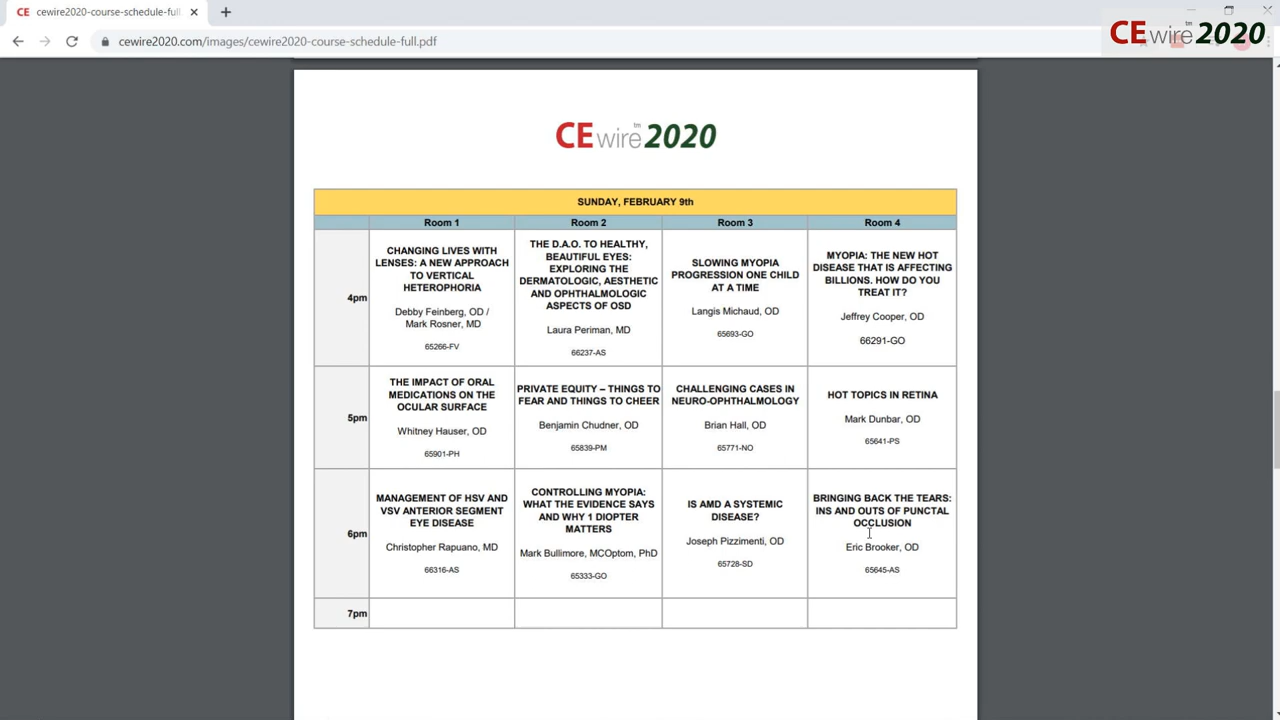 CE cewire2020-course-schedule-full
cewire2020.com/images/cewire2020-course-schedule-full.pdf
CE wire™ 2020
CE wire™ 2020
SUNDAY, FEBRUARY 9th
Room 1
Room 2
Room 3
Room 4
4pm
CHANGING LIVES WITH
LENSES: A NEW APPROACH
TO VERTICAL
HETEROPHORIA
Debby Feinberg, OD /
Mark Rosner, MD
65266-FV
THE D.A.O. TO HEALTHY,
BEAUTIFUL EYES:
EXPLORING THE
DERMATOLOGIC, AESTHETIC
AND OPHTHALMOLOGIC
ASPECTS OF OSD
Laura Periman, MD
66237-AS
SLOWING MYOPIA
PROGRESSION ONE CHILD
AT A TIME
Langis Michaud, OD
65693-GO
MYOPIA: THE NEW HOT
DISEASE THAT IS AFFECTING
BILLIONS. HOW DO YOU
TREAT IT?
Jeffrey Cooper, OD
66291-GO
5pm
THE IMPACT OF ORAL
MEDICATIONS ON THE
OCULAR SURFACE
Whitney Hauser, OD
65901-PH
PRIVATE EQUITY – THINGS TO
FEAR AND THINGS TO CHEER
Benjamin Chudner, OD
65839-PM
CHALLENGING CASES IN
NEURO-OPHTHALMOLOGY
Brian Hall, OD
65771-NO
HOT TOPICS IN RETINA
Mark Dunbar, OD
65641-PS
6pm
MANAGEMENT OF HSV AND
VSV ANTERIOR SEGMENT
EYE DISEASE
Christopher Rapuano, MD
66316-AS
CONTROLLING MYOPIA:
WHAT THE EVIDENCE SAYS
AND WHY 1 DIOPTER
MATTERS
Mark Bullimore, MCOptom, PhD
65333-GO
IS AMD A SYSTEMIC
DISEASE?
Joseph Pizzimenti, OD
65728-SD
BRINGING BACK THE TEARS:
INS AND OUTS OF PUNCTAL
OCCLUSION
Eric Brooker, OD
65645-AS
7pm